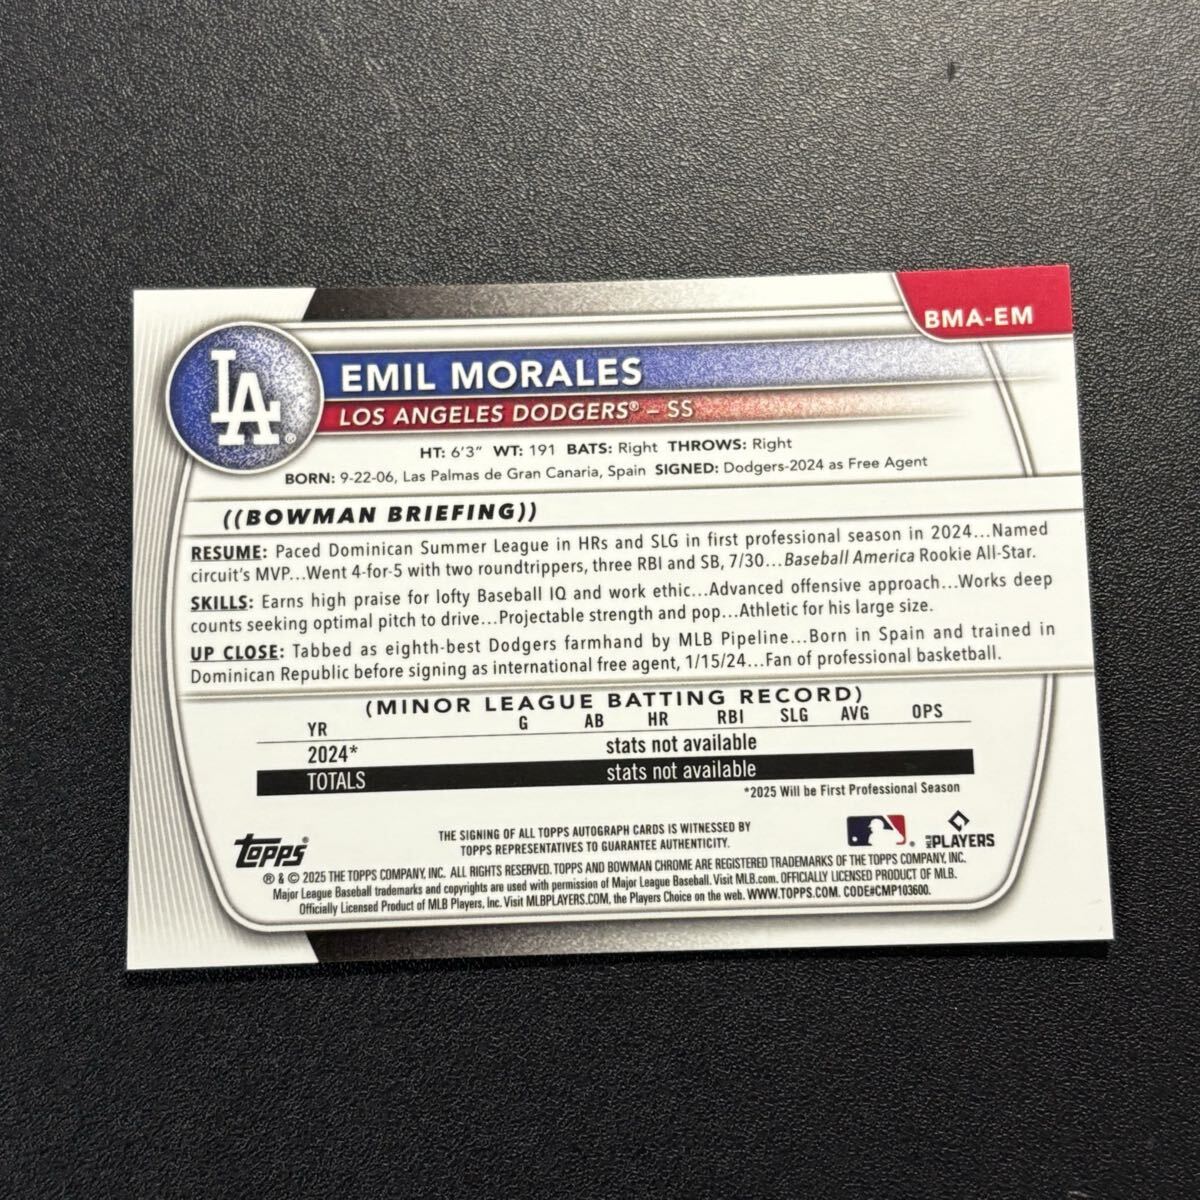 BMA-EM
LA®
EMIL MORALES
LOS ANGELES DODGERS® – SS
HT: 6'3" WT: 191 BATS: Right THROWS: Right
BORN: 9-22-06, Las Palmas de Gran Canaria, Spain SIGNED: Dodgers-2024 as Free Agent
((BOWMAN BRIEFING))
RESUME: Paced Dominican Summer League in HRs and SLG in first professional season in 2024...Named
circuit's MVP...Went 4-for-5 with two roundtrippers, three RBI and SB, 7/30...Baseball America Rookie All-Star.
SKILLS: Earns high praise for lofty Baseball IQ and work ethic...Advanced offensive approach...Works deep
counts seeking optimal pitch to drive...Projectable strength and pop...Athletic for his large size.
UP CLOSE: Tabbed as eighth-best Dodgers farmhand by MLB Pipeline...Born in Spain and trained in
Dominican Republic before signing as international free agent, 1/15/24...Fan of professional basketball.
(MINOR LEAGUE BATTING RECORD)
YR G AB HR RBI SLG AVG OPS
2024* stats not available
TOTALS stats not available
*2025 Will be First Professional Season
THE SIGNING OF ALL TOPPS AUTOGRAPH CARDS IS WITNESSED BY
TOPPS REPRESENTATIVES TO GUARANTEE AUTHENTICITY.
Topps®
MLB PLAYERS
® & © 2025 THE TOPPS COMPANY, INC. ALL RIGHTS RESERVED. TOPPS AND BOWMAN CHROME ARE REGISTERED TRADEMARKS OF THE TOPPS COMPANY, INC.
Major League Baseball trademarks and copyrights are used with permission of Major League Baseball. Visit MLB.com. OFFICIALLY LICENSED PRODUCT OF MLB.
Officially Licensed Product of MLB Players, Inc. Visit MLBPLAYERS.COM, the Players Choice on the web. WWW.TOPPS.COM. CODE#CMP103600.